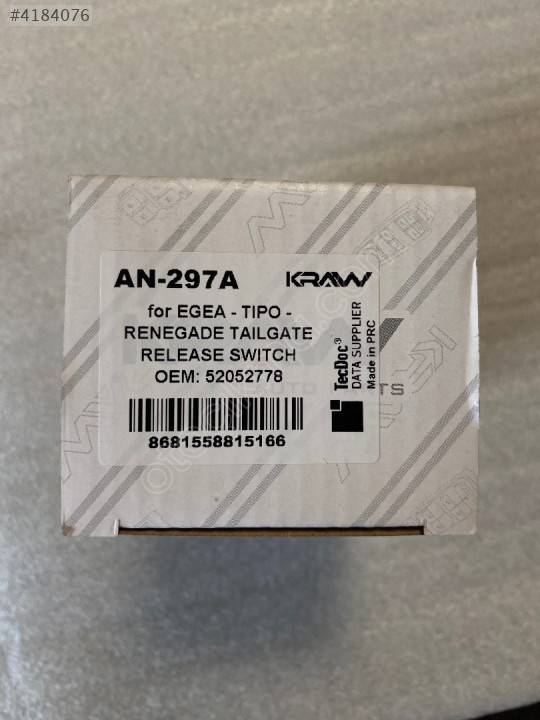 #4184076
AN-297A
KRAW
for EGEA - TIPO -
RENEGADE TAILGATE
RELEASE SWITCH
OEM: 52052778
8681558815166
TecDoc®
DATA SUPPLIER
Made in PRC